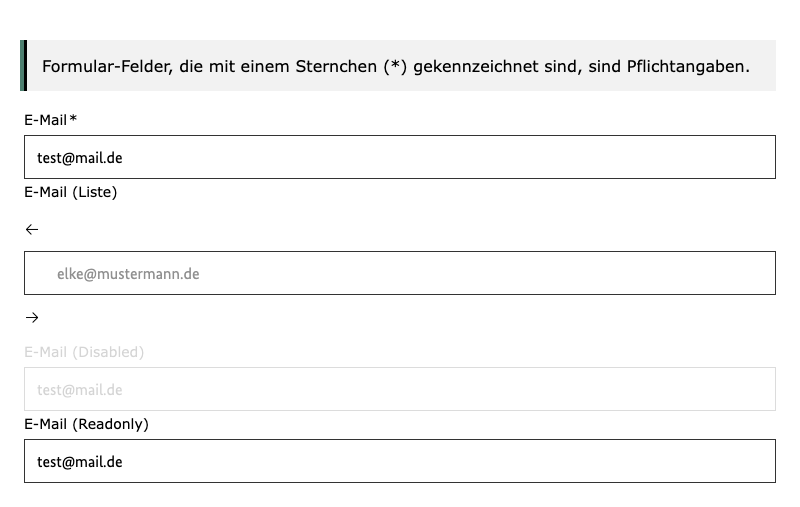 Formular-Felder, die mit einem Sternchen (*) gekennzeichnet sind, sind Pflichtangaben.
E-Mail*
test@mail.de
E-Mail (Liste)
←
elke@mustermann.de
→
E-Mail (Disabled)
test@mail.de
E-Mail (Readonly)
test@mail.de